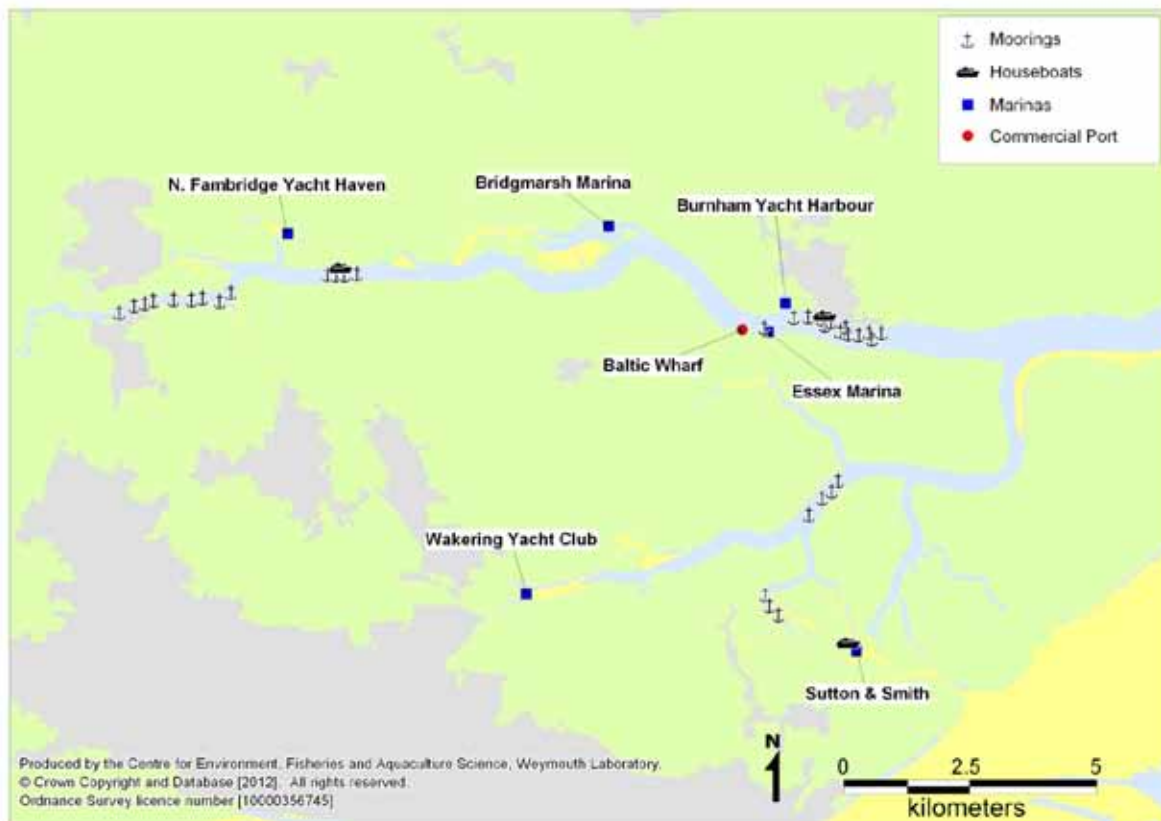 Moorings
Houseboats
Marinas
Commercial Port
N. Fambridge Yacht Haven
Bridgmarsh Marina
Burnham Yacht Harbour
Baltic Wharf
Essex Marina
Wakering Yacht Club
Sutton & Smith
N
0 2.5 5
kilometers
Produced by the Centre for Environment, Fisheries and Aquaculture Science, Weymouth Laboratory.
© Crown Copyright and Database [2012]. All rights reserved.
Ordnance Survey licence number [10000356745]